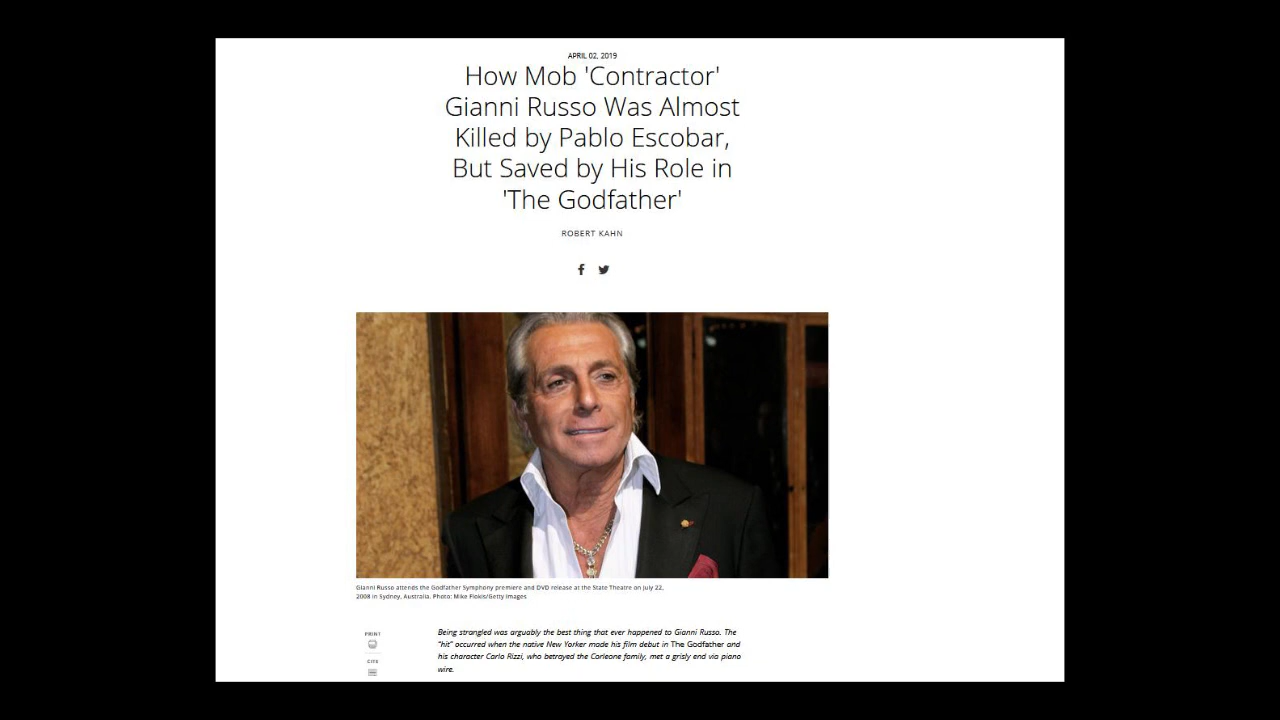 APRIL 02, 2019
How Mob 'Contractor'
Gianni Russo Was Almost
Killed by Pablo Escobar,
But Saved by His Role in
'The Godfather'
ROBERT KAHN
Gianni Russo attends the Godfather Symphony premiere and DVD release at the State Theatre on July 22,
2008 in Sydney, Australia. Photo: Mike Flokis/Getty Images
PRINT
CITE
Being strangled was arguably the best thing that ever happened to Gianni Russo. The
"hit" occurred when the native New Yorker made his film debut in The Godfather and
his character Carlo Rizzi, who betrayed the Corleone family, met a grisly end via piano
wire.